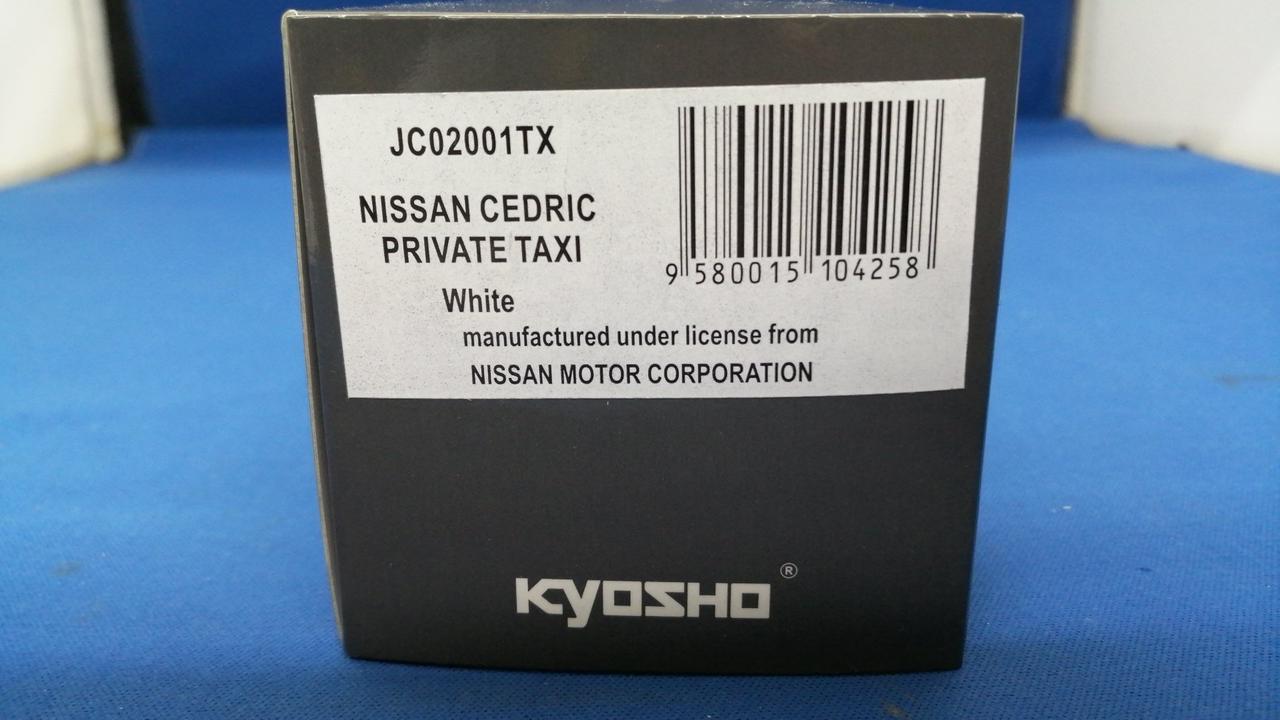 JC02001TX
NISSAN CEDRIC
PRIVATE TAXI
White
manufactured under license from
NISSAN MOTOR CORPORATION
9 580015 104258
KYOSHO ®